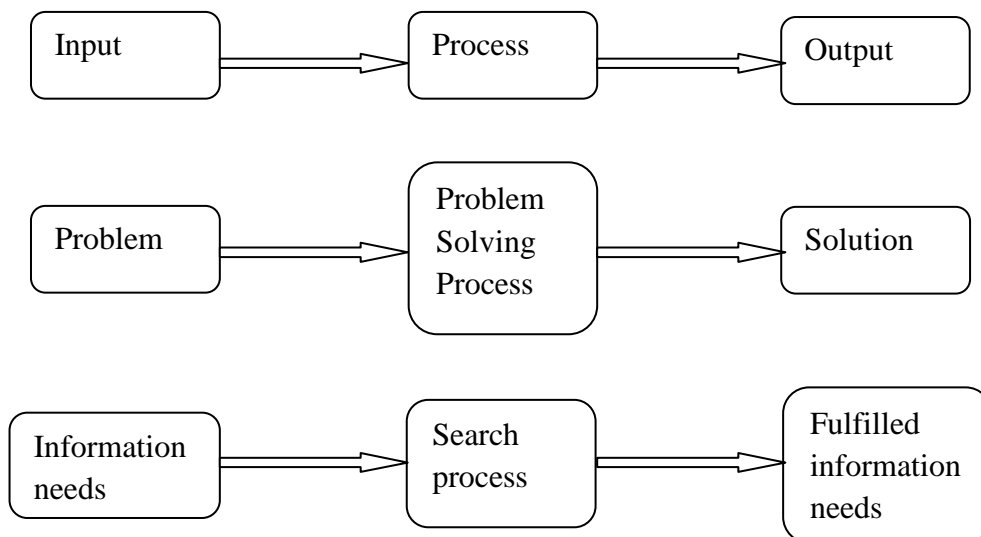 Input
Process
Output
Problem
Problem
Solving
Process
Solution
Information
needs
Search
process
Fulfilled
information
needs